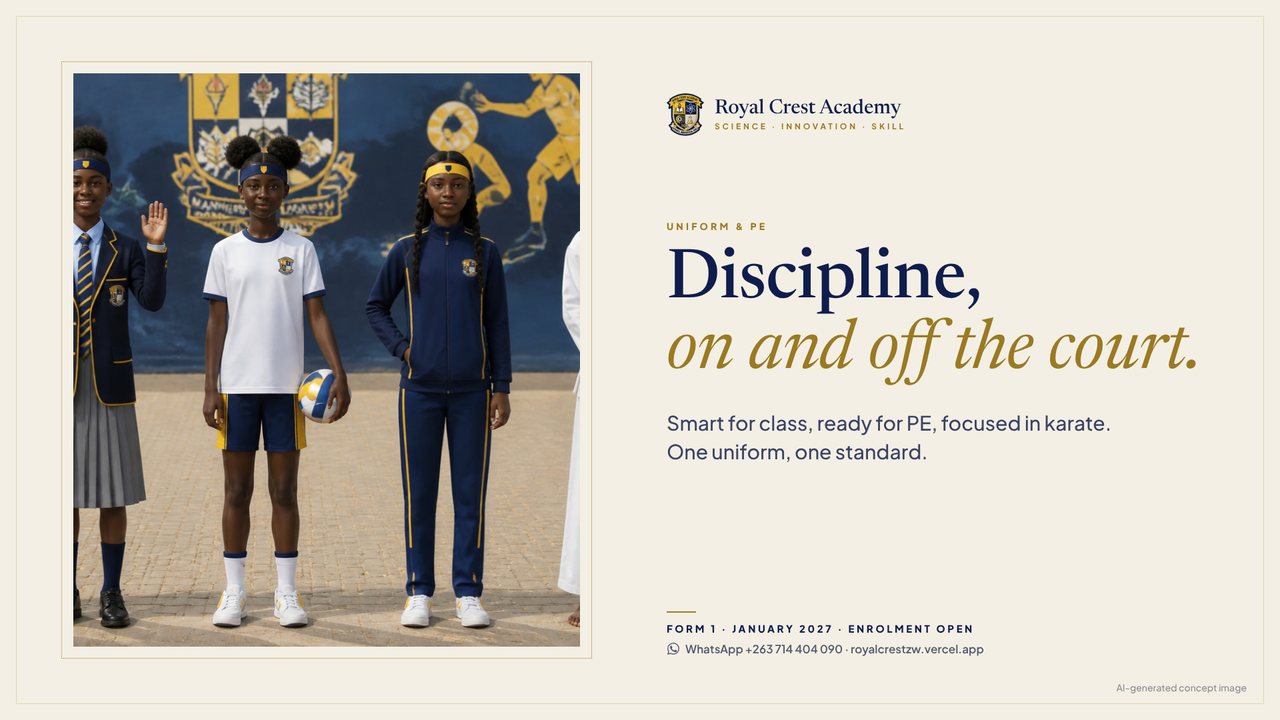 Royal Crest Academy
SCIENCE · INNOVATION · SKILL
UNIFORM & PE
Discipline,
on and off the court.
Smart for class, ready for PE, focused in karate.
One uniform, one standard.
FORM 1 · JANUARY 2027 · ENROLMENT OPEN
WhatsApp +263 714 404 090 · royalcrestzw.vercel.app
AI-generated concept image